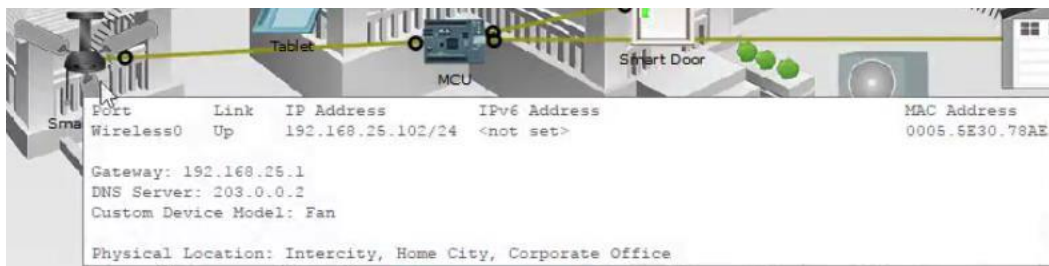 Tablet
MCU
Smart Door
Sma
Port Link IP Address IPv6 Address MAC Address
Wireless0 Up 192.168.25.102/24 <not set> 0005.5E30.78AE
Gateway: 192.168.25.1
DNS Server: 203.0.0.2
Custom Device Model: Fan
Physical Location: Intercity, Home City, Corporate Office